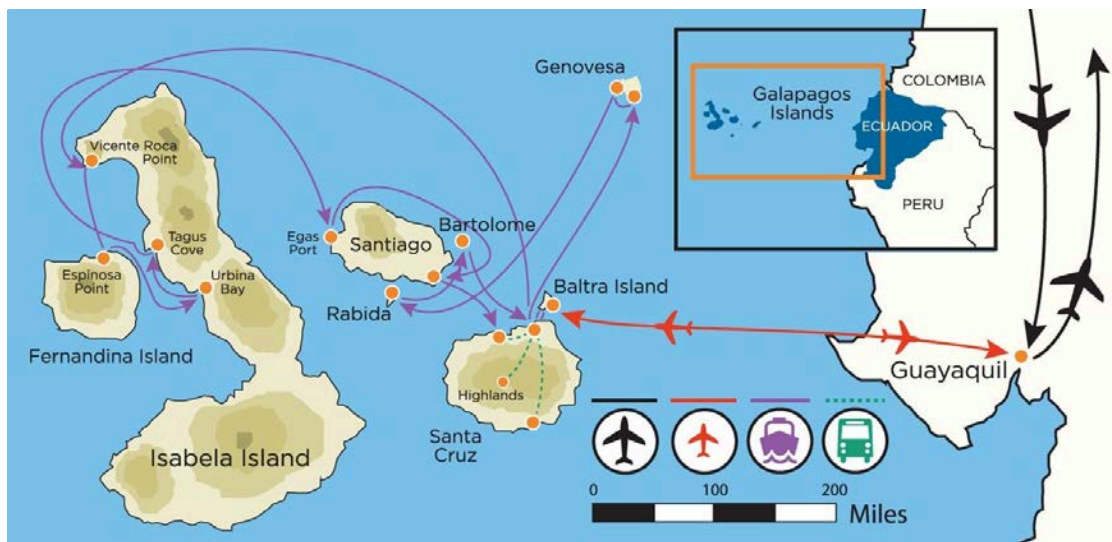 Genovesa
COLOMBIA
Galapagos
Islands
ECUADOR
PERU
Vicente Roca
Point
Tagus
Cove
Egas
Port
Santiago
Bartolome
Espinosa
Point
Urbina
Bay
Rabida
Baltra Island
Fernandina Island
Guayaquil
Highlands
Santa
Cruz
Isabela Island
0 100 200
Miles